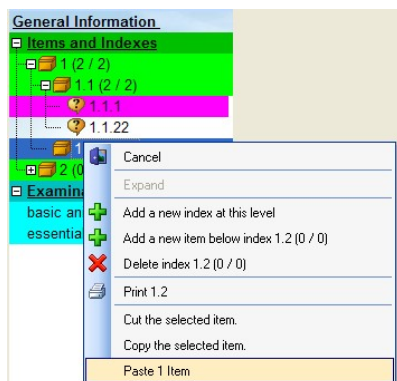 General Information
Items and Indexes
1 (2 / 2)
1.1 (2 / 2)
1.1.1
1.1.22
1
2 (0
Cancel
Expand
Add a new index at this level
Add a new item below index 1.2 (0 / 0)
Delete index 1.2 (0 / 0)
Print 1.2
Cut the selected item.
Copy the selected item.
Paste 1 Item
Examina
basic an
essentia